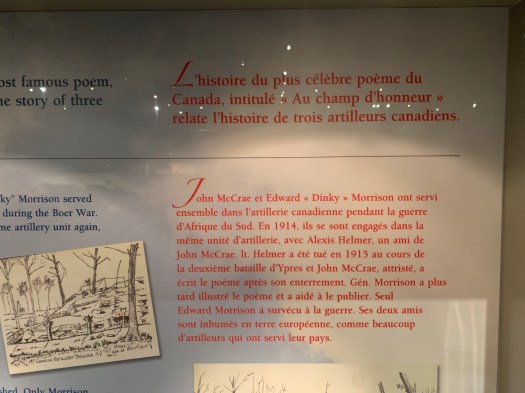 ost famous poem,
e story of three
L'histoire du plus célèbre poème du
Canada, intitulé « Au champ d'honneur »
relate l'histoire de trois artilleurs canadiens.
ky" Morrison served
during the Boer War.
me artillery unit again,
John McCrae et Edward « Dinky » Morrison ont servi
ensemble dans l'artillerie canadienne pendant la guerre
d'Afrique du Sud. En 1914, ils se sont engagés dans la
même unité d'artillerie, avec Alexis Helmer, un ami de
John McCrae. lt. Helmer a été tué en 1915 au cours de
la deuxième bataille d'Ypres et John McCrae, attristé, a
écrit le poème après son enterrement. Gén. Morrison a plus
tard illustré le poème et a aidé à le publier. Seul
Edward Morrison a survécu à la guerre. Ses deux amis
sont inhumés en terre européenne, comme beaucoup
d'artilleurs qui ont servi leur pays.
shed. Only Morrison